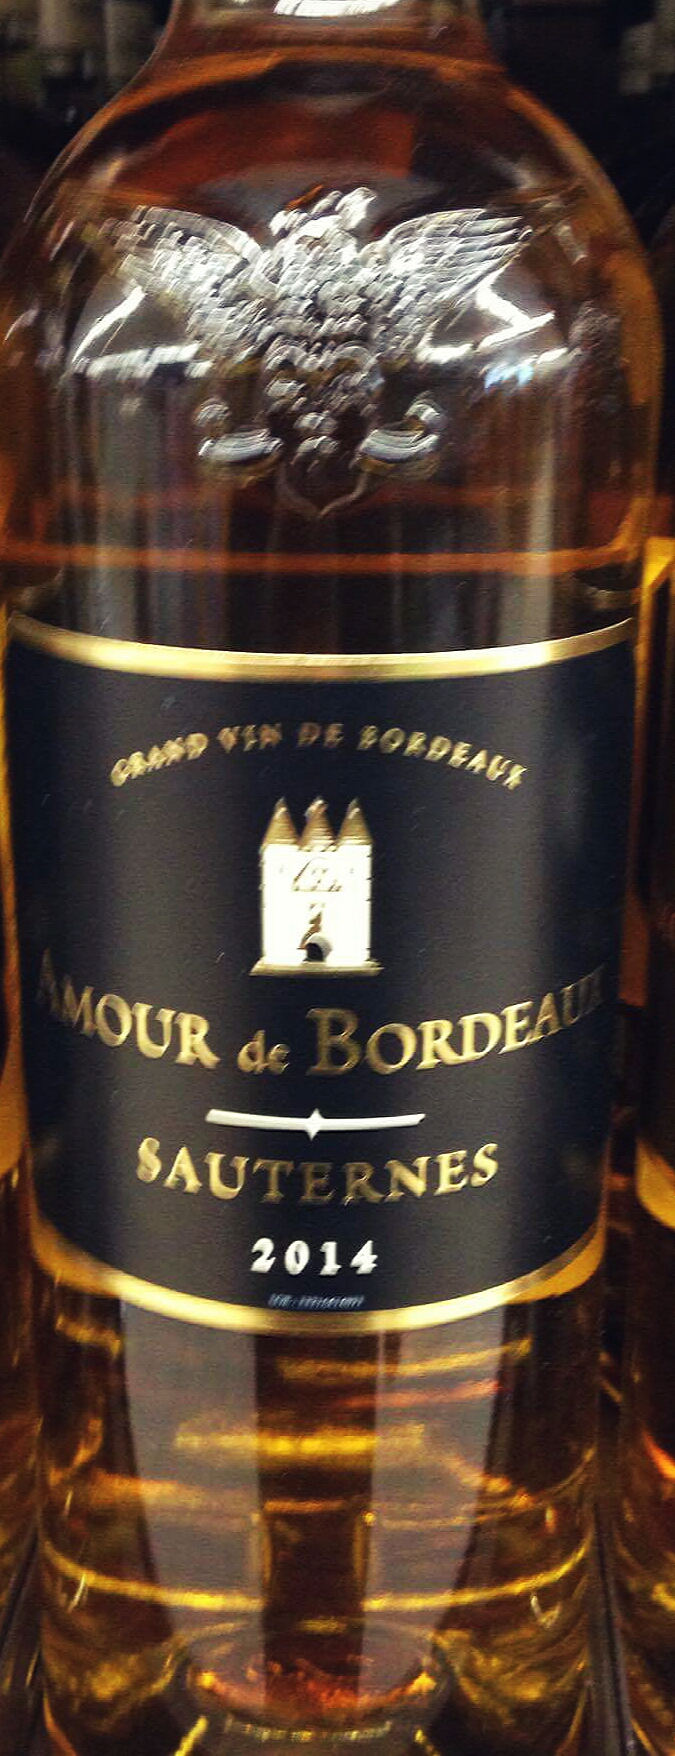 GRAND VIN DE BORDEAUX
AMOUR de BORDEAUX
SAUTERNES
2014